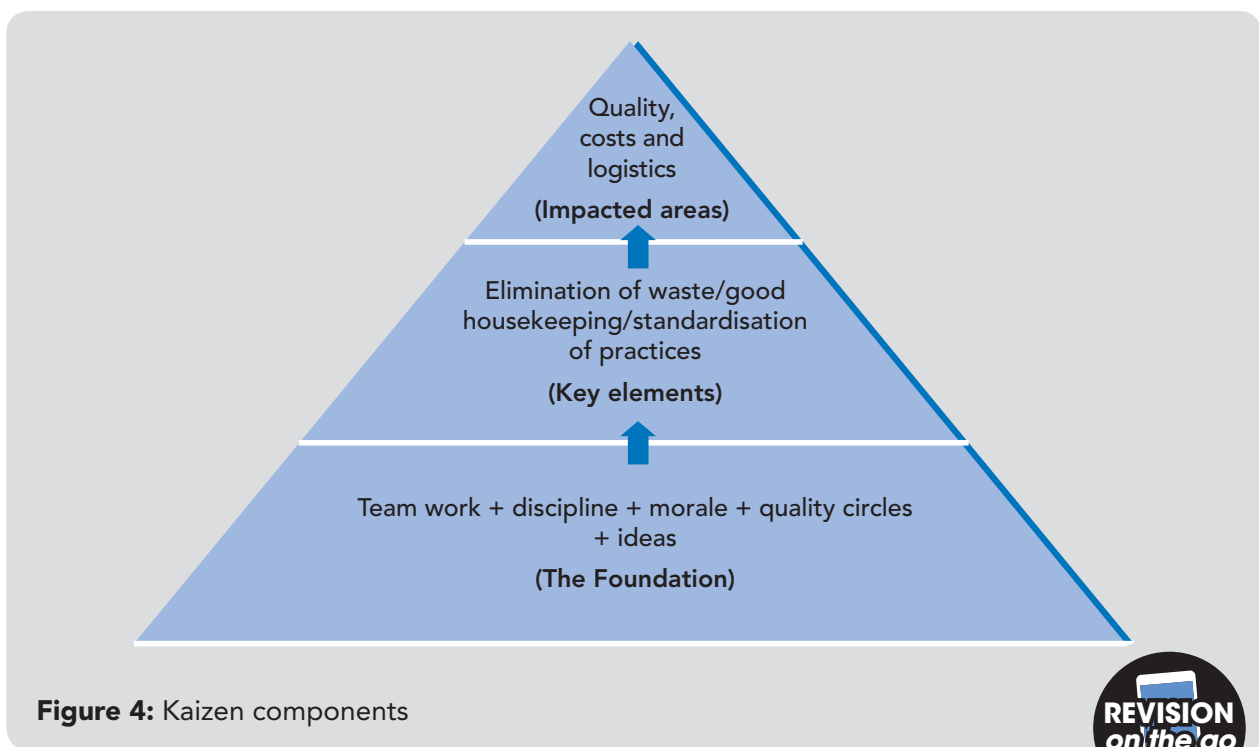 Quality,
costs and
logistics
(Impacted areas)
Elimination of waste/good
housekeeping/standardisation
of practices
(Key elements)
Team work + discipline + morale + quality circles
+ ideas
(The Foundation)
Figure 4: Kaizen components
REVISION
on the go